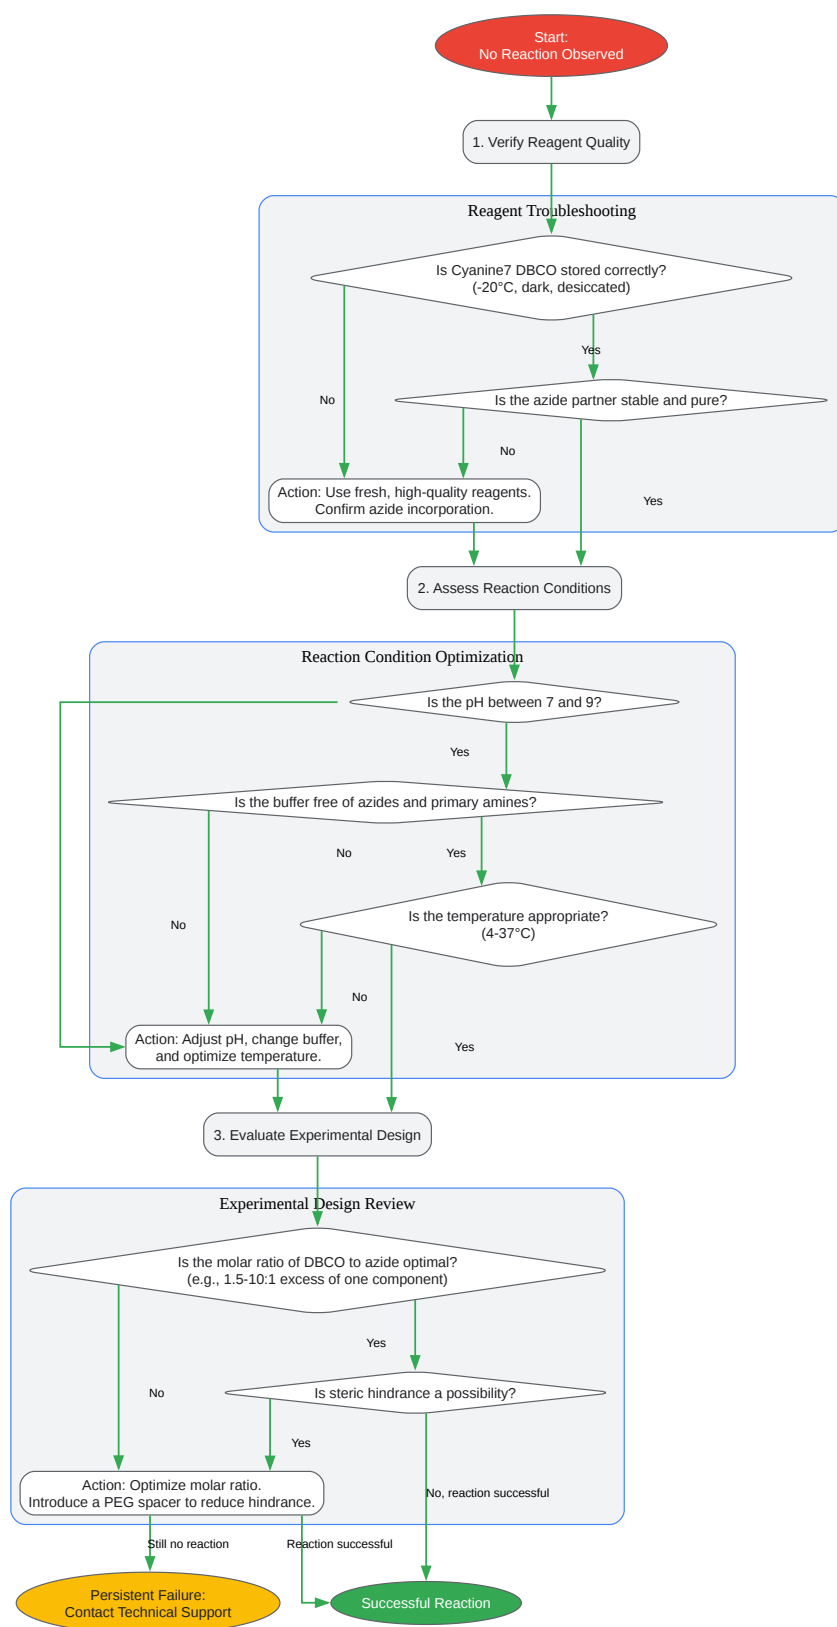 Start:
No Reaction Observed
1. Verify Reagent Quality
Reagent Troubleshooting
Is Cyanine7 DBCO stored correctly?
(-20°C, dark, desiccated)
Yes
No
Is the azide partner stable and pure?
No
Action: Use fresh, high-quality reagents.
Confirm azide incorporation.
Yes
2. Assess Reaction Conditions
Reaction Condition Optimization
Is the pH between 7 and 9?
Yes
Is the buffer free of azides and primary amines?
No
Yes
Is the temperature appropriate?
(4-37°C)
No
No
Action: Adjust pH, change buffer,
and optimize temperature.
Yes
3. Evaluate Experimental Design
Experimental Design Review
Is the molar ratio of DBCO to azide optimal?
(e.g., 1.5-10:1 excess of one component)
Yes
No
Is steric hindrance a possibility?
Yes
Action: Optimize molar ratio.
Introduce a PEG spacer to reduce hindrance.
No, reaction successful
Still no reaction
Reaction successful
Persistent Failure:
Contact Technical Support
Successful Reaction